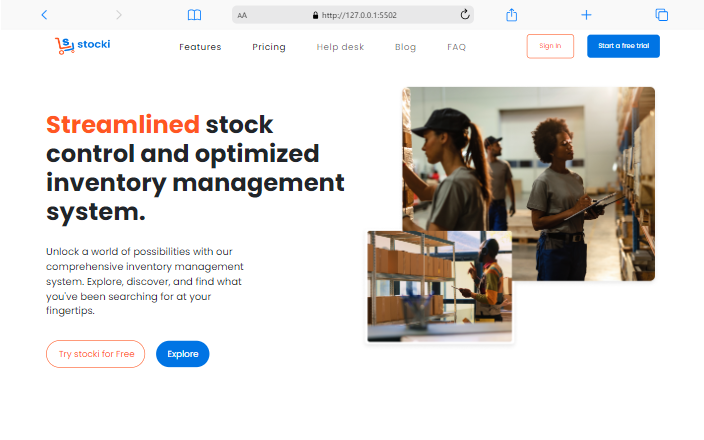 AA http://127.0.0.1:5502
stocki Features Pricing Help desk Blog FAQ Sign in Start a free trial
Streamlined stock
control and optimized
inventory management
system.
Unlock a world of possibilities with our
comprehensive inventory management
system. Explore, discover, and find what
you've been searching for at your
fingertips.
Try stocki for Free Explore